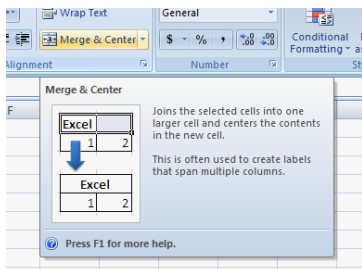 Wrap Text
General
Merge & Center
$ % , .0 .00 .00 .0
Conditional
Formatting
Alignment
Number
Merge & Center
F
Excel
1 2
Excel
1 2
Joins the selected cells into one
larger cell and centers the contents
in the new cell.
This is often used to create labels
that span multiple columns.
Press F1 for more help.